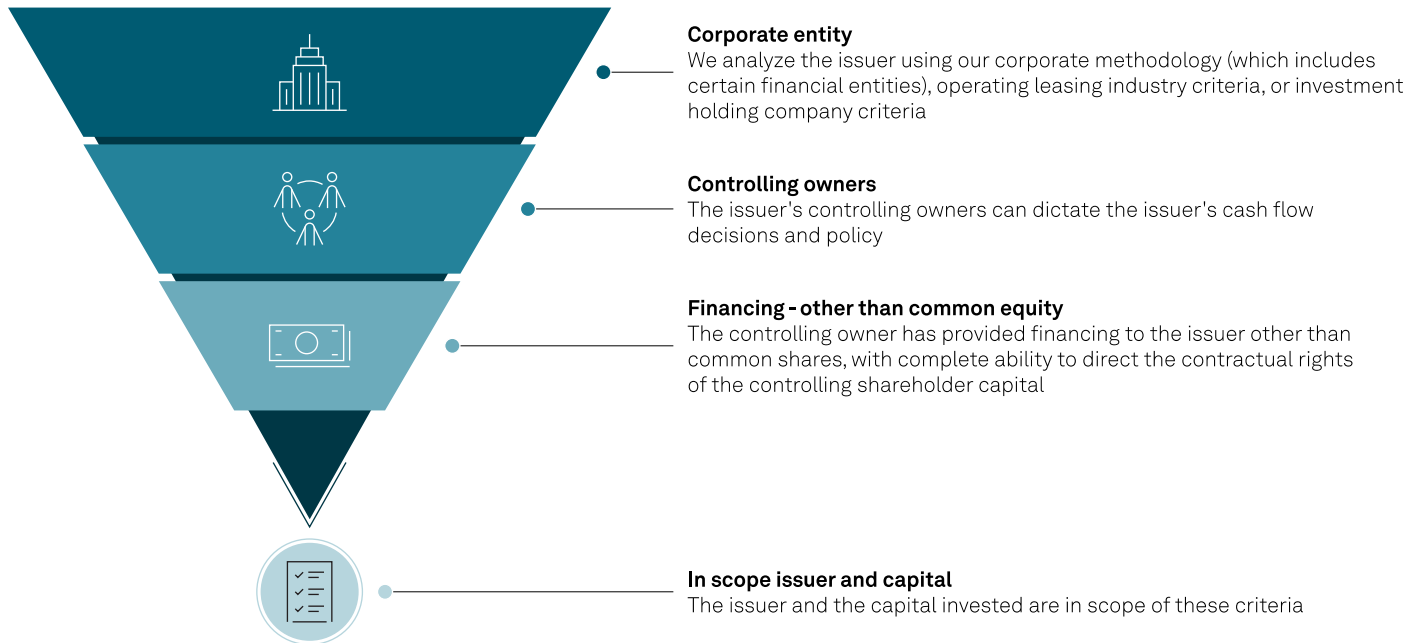 Corporate entity
We analyze the issuer using our corporate methodology (which includes
certain financial entities), operating leasing industry criteria, or investment
holding company criteria
Controlling owners
The issuer's controlling owners can dictate the issuer's cash flow
decisions and policy
Financing - other than common equity
The controlling owner has provided financing to the issuer other than
common shares, with complete ability to direct the contractual rights
of the controlling shareholder capital
In scope issuer and capital
The issuer and the capital invested are in scope of these criteria